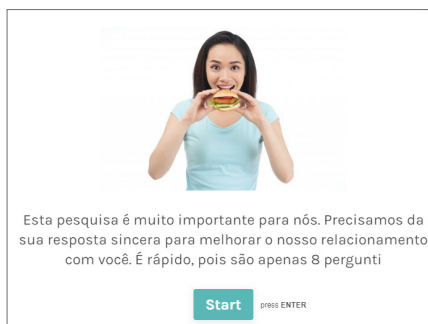 Esta pesquisa é muito importante para nós. Precisamos da
sua resposta sincera para melhorar o nosso relacionamento
com você. É rápido, pois são apenas 8 pergunti
Start press ENTER